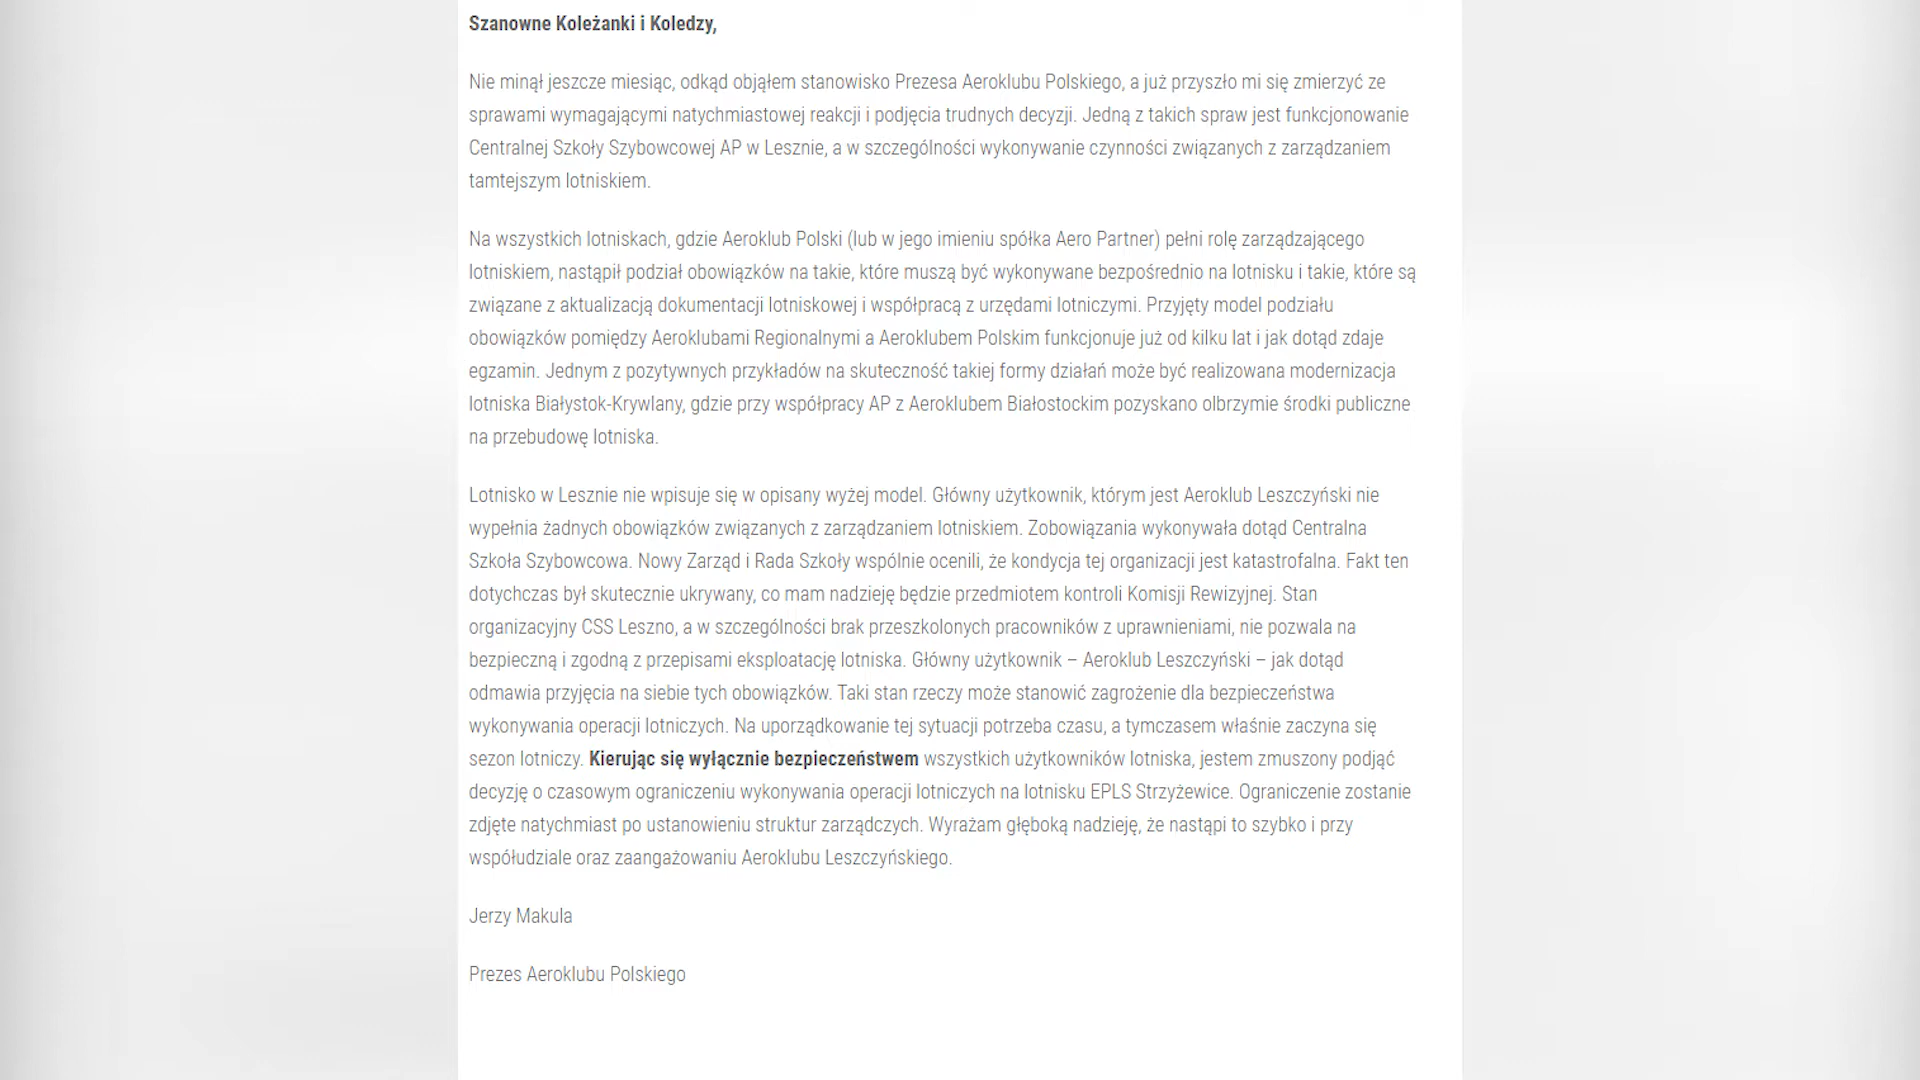 Szanowne Koleżanki i Koledzy,
Nie minął jeszcze miesiąc, odkąd objąłem stanowisko Prezesa Aeroklubu Polskiego, a już przyszło mi się zmierzyć ze
sprawami wymagającymi natychmiastowej reakcji i podjęcia trudnych decyzji. Jedną z takich spraw jest funkcjonowanie
Centralnej Szkoły Szybowcowej AP w Lesznie, a w szczególności wykonywanie czynności związanych z zarządzaniem
tamtejszym lotniskiem.
Na wszystkich lotniskach, gdzie Aeroklub Polski (lub w jego imieniu spółka Aero Partner) pełni rolę zarządzającego
lotniskiem, nastąpił podział obowiązków na takie, które muszą być wykonywane bezpośrednio na lotnisku i takie, które są
związane z aktualizacją dokumentacji lotniskowej i współpracą z urzędami lotniczymi. Przyjęty model podziału
obowiązków pomiędzy Aeroklubami Regionalnymi a Aeroklubem Polskim funkcjonuje już od kilku lat i jak dotąd zdaje
egzamin. Jednym z pozytywnych przykładów na skuteczność takiej formy działań może być realizowana modernizacja
lotniska Białystok-Krywlany, gdzie przy współpracy AP z Aeroklubem Białostockim pozyskano olbrzymie środki publiczne
na przebudowę lotniska.
Lotnisko w Lesznie nie wpisuje się w opisany wyżej model. Główny użytkownik, którym jest Aeroklub Leszczyński nie
wypełnia żadnych obowiązków związanych z zarządzaniem lotniskiem. Zobowiązania wykonywała dotąd Centralna
Szkoła Szybowcowa. Nowy Zarząd i Rada Szkoły wspólnie ocenili, że kondycja tej organizacji jest katastrofalna. Fakt ten
dotychczas był skutecznie ukrywany, co mam nadzieję będzie przedmiotem kontroli Komisji Rewizyjnej. Stan
organizacyjny CSS Leszno, a w szczególności brak przeszkolonych pracowników z uprawnieniami, nie pozwala na
bezpieczną i zgodną z przepisami eksploatację lotniska. Główny użytkownik – Aeroklub Leszczyński – jak dotąd
odmawia przyjęcia na siebie tych obowiązków. Taki stan rzeczy może stanowić zagrożenie dla bezpieczeństwa
wykonywania operacji lotniczych. Na uporządkowanie tej sytuacji potrzeba czasu, a tymczasem właśnie zaczyna się
sezon lotniczy. Kierując się wyłącznie bezpieczeństwem wszystkich użytkowników lotniska, jestem zmuszony podjąć
decyzję o czasowym ograniczeniu wykonywania operacji lotniczych na lotnisku EPLS Strzyżewice. Ograniczenie zostanie
zdjęte natychmiast po ustanowieniu struktur zarządczych. Wyrażam głęboką nadzieję, że nastąpi to szybko i przy
współudziale oraz zaangażowaniu Aeroklubu Leszczyńskiego.
Jerzy Makula
Prezes Aeroklubu Polskiego